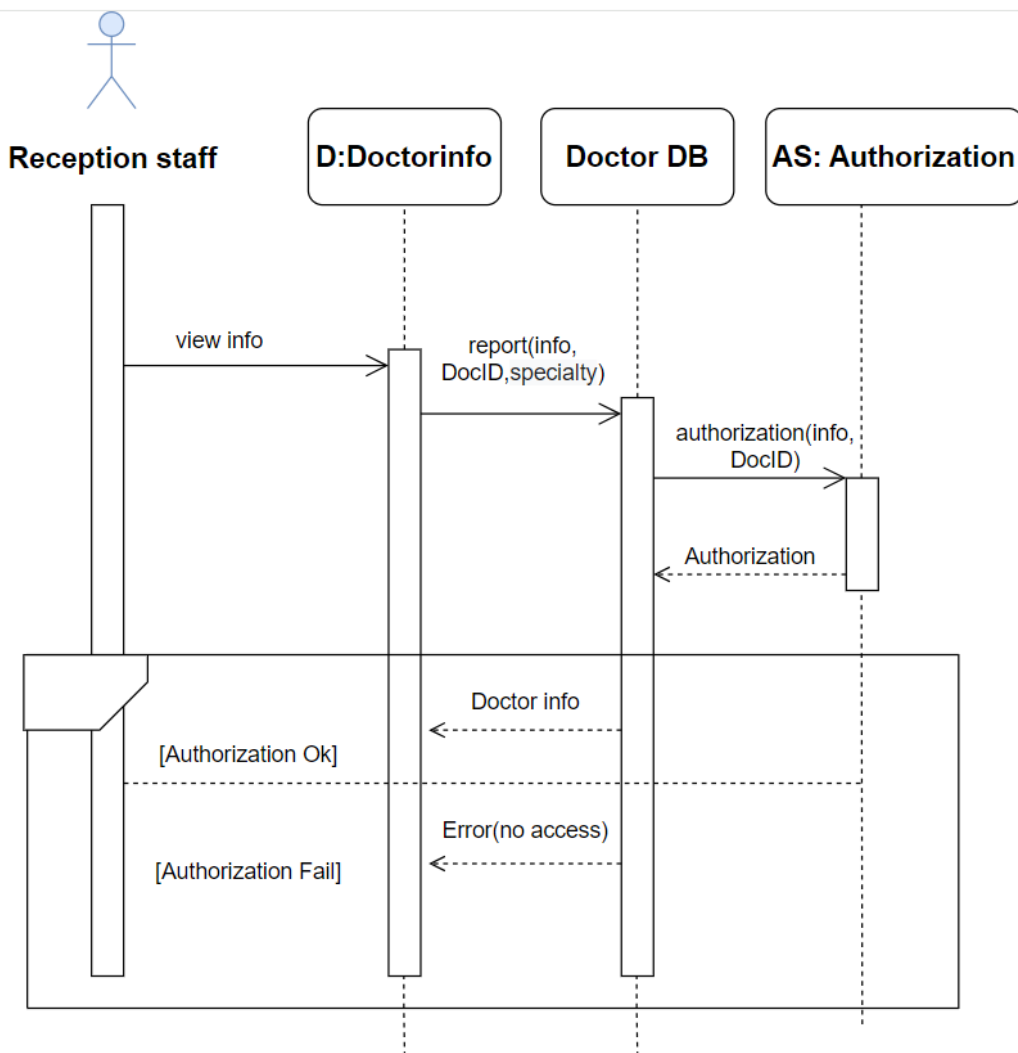 Reception staff
D:Doctorinfo
Doctor DB
AS: Authorization
view info
report(info,
DocID,specialty)
authorization(info,
DocID)
Authorization
Doctor info
[Authorization Ok]
Error(no access)
[Authorization Fail]